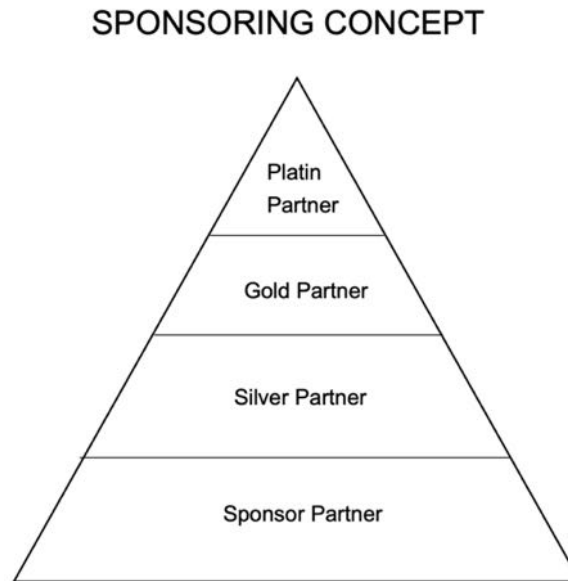 SPONSORING CONCEPT
Platin
Partner
Gold Partner
Silver Partner
Sponsor Partner